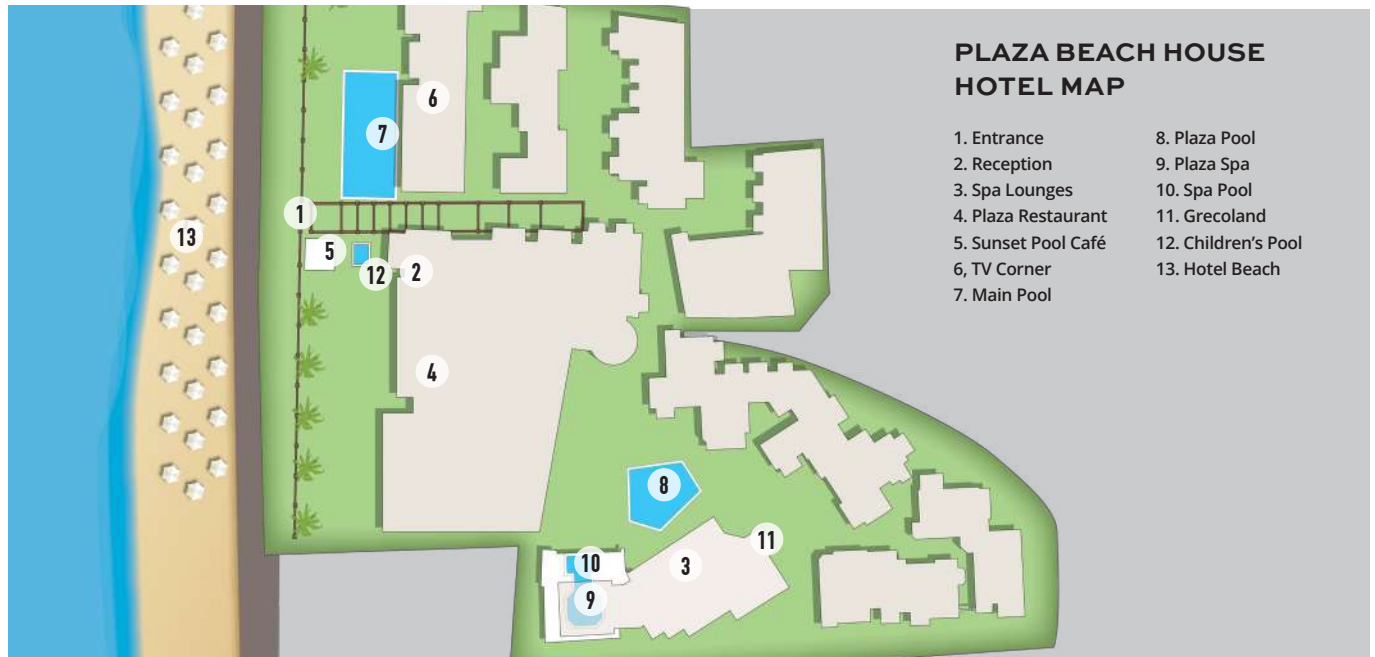 PLAZA BEACH HOUSE
HOTEL MAP
1. Entrance
2. Reception
3. Spa Lounges
4. Plaza Restaurant
5. Sunset Pool Café
6, TV Corner
7. Main Pool
8. Plaza Pool
9. Plaza Spa
10. Spa Pool
11. Grecoland
12. Children’s Pool
13. Hotel Beach
6
7
1
13
5
12
2
4
8
11
10
3
9